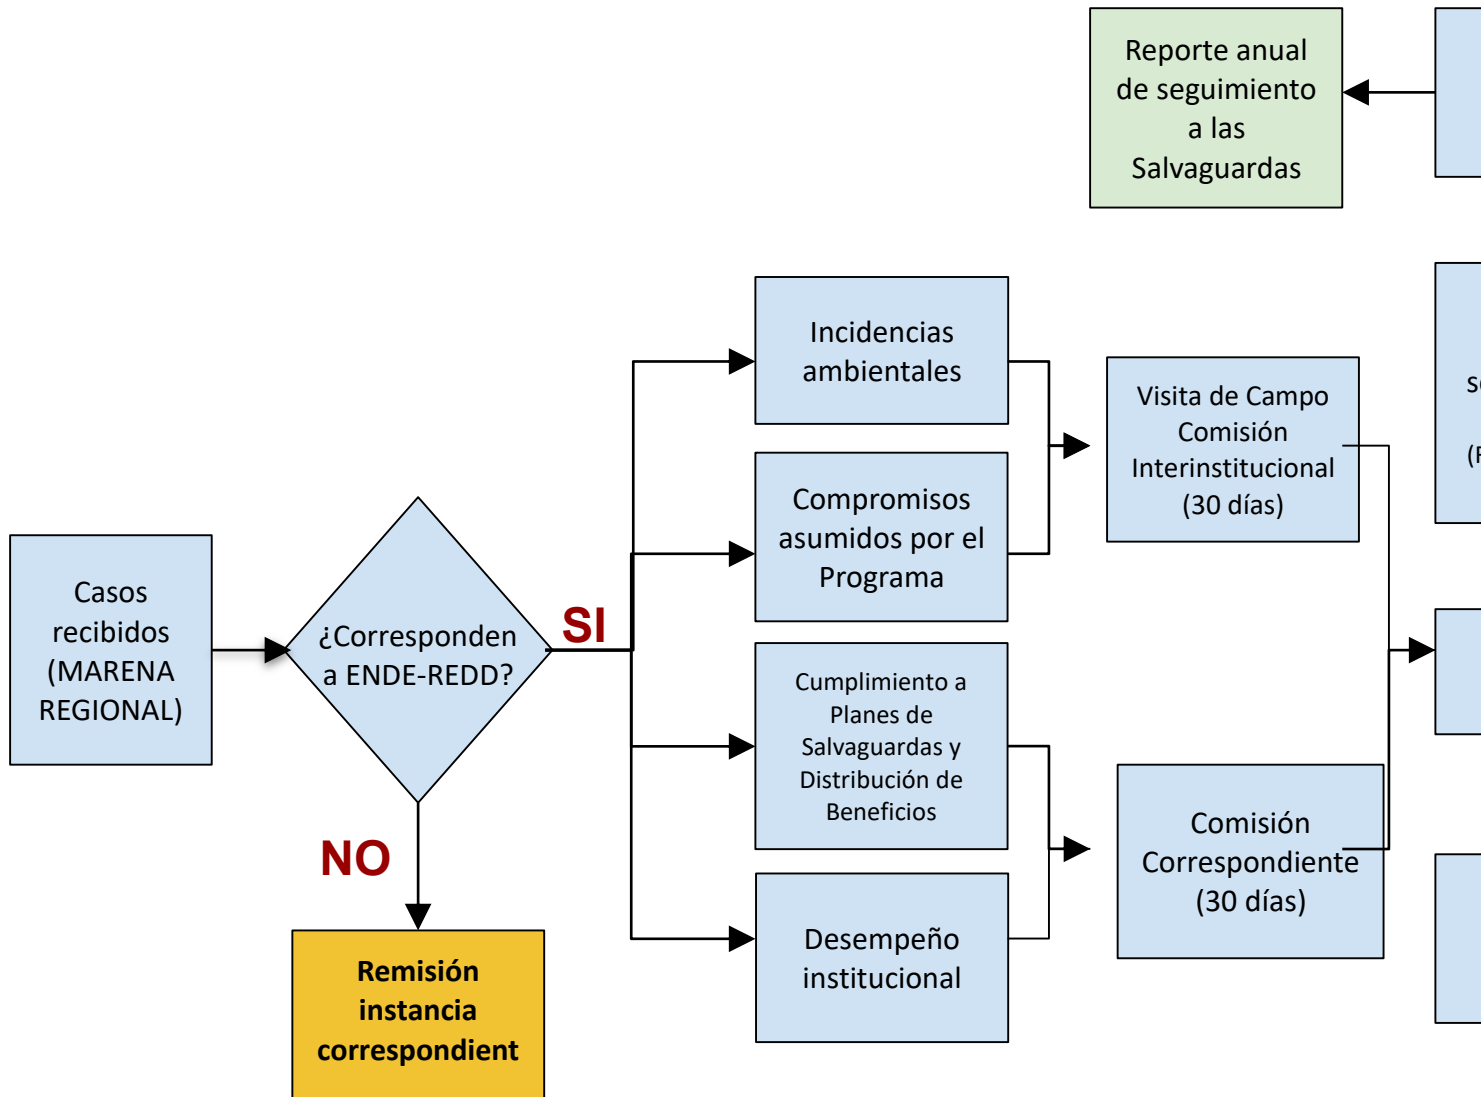 Reporte anual
de seguimiento
a las
Salvaguardas
Incidencias
ambientales
Visita de Campo
Comisión
Interinstitucional
(30 días)
Compromisos
asumidos por el
Programa
Casos
recibidos
(MARENA
REGIONAL)
¿Corresponden
a ENDE-REDD?
SI
NO
Cumplimiento a
Planes de
Salvaguardas y
Distribución de
Beneficios
Comisión
Correspondiente
(30 días)
Desempeño
institucional
Remisión
instancia
correspondient